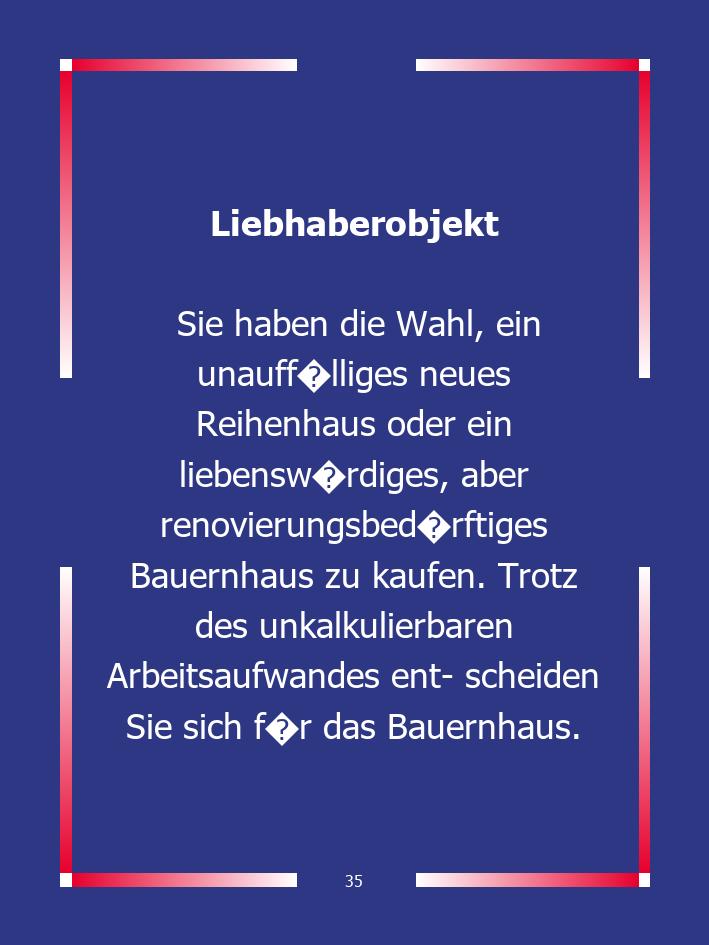 Liebhaberobjekt
Sie haben die Wahl, ein
unauff�lliges neues
Reihenhaus oder ein
liebensw�rdiges, aber
renovierungsbed�rftiges
Bauernhaus zu kaufen. Trotz
des unkalkulierbaren
Arbeitsaufwandes ent- scheiden
Sie sich f�r das Bauernhaus.
35